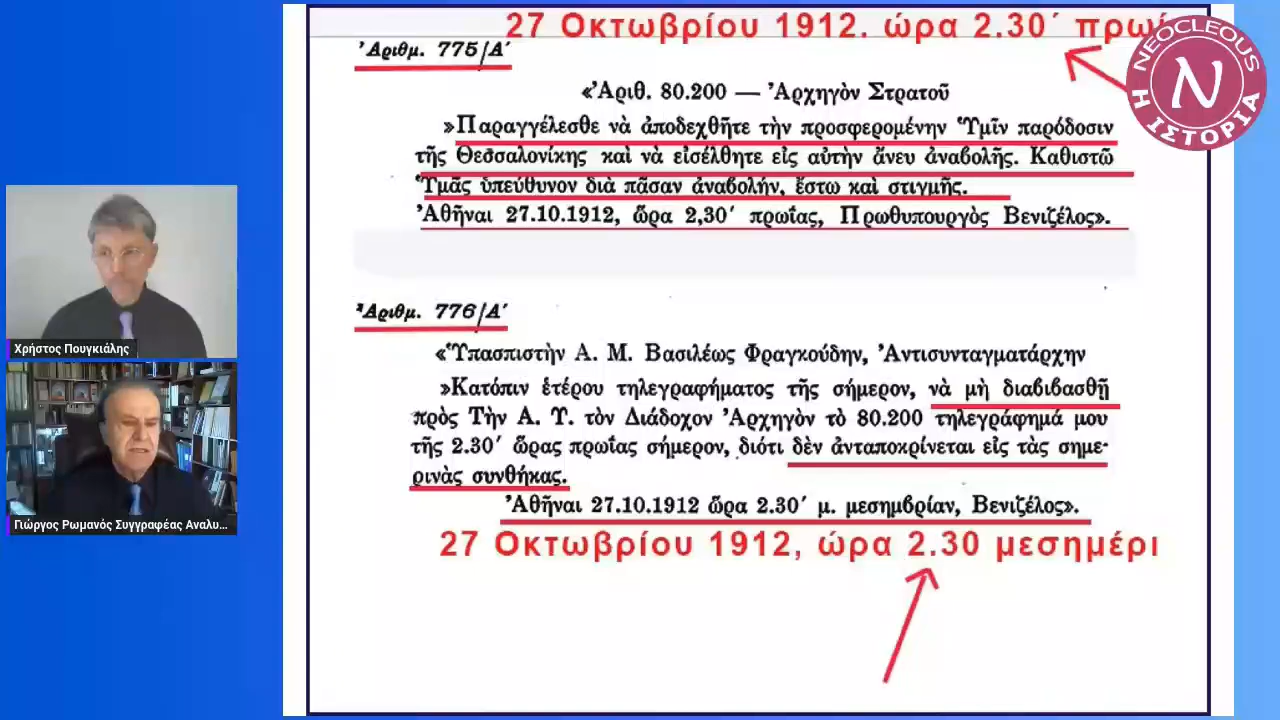 27 Οκτωβρίου 1912. ώρα 2.30΄
NEOCLEOUS
N
Η ΙΣΤΟΡΙΑ
Ἀριθμ. 775/Α΄
«Ἀριθ. 80.200 — Ἀρχηγὸν Στρατοῦ
»Παραγγέλεσθε νὰ ἀποδεχθῆτε τὴν προσφερομένην Ὑμῖν παράδοσιν
τῆς Θεσσαλονίκης καὶ νὰ εἰσέλθητε εἰς αὐτὴν ἄνευ ἀναβολῆς. Καθιστῶ
Ὑμᾶς ὑπεύθυνον διὰ πᾶσαν ἀναβολήν, ἔστω καὶ στιγμῆς.
Ἀθῆναι 27.10.1912, ὥρα 2,30΄ πρωΐας, Πρωθυπουργὸς Βενιζέλος».
Ἀριθμ. 776/Α΄
«Ὑπασπιστὴν Α. Μ. Βασιλέως Φραγκούδην, Ἀντισυνταγματάρχην
»Κατόπιν ἑτέρου τηλεγραφήματος τῆς σήμερον, νὰ μὴ διαβιβασθῇ
πρὸς Τὴν Α. Υ. τὸν Διάδοχον Ἀρχηγὸν τὸ 80.200 τηλεγράφημά μου
τῆς 2.30΄ ὥρας πρωΐας σήμερον, διότι δὲν ἀνταποκρίνεται εἰς τὰς σημε-
ρινὰς συνθήκας.
Ἀθῆναι 27.10.1912 ὥρα 2.30΄ μ. μεσημβρίαν, Βενιζέλος».
27 Οκτωβρίου 1912, ώρα 2.30 μεσημέρι
Χρήστος Πουγκιάλης
Γιώργος Ρωμανός Συγγραφέας Αναλυ...